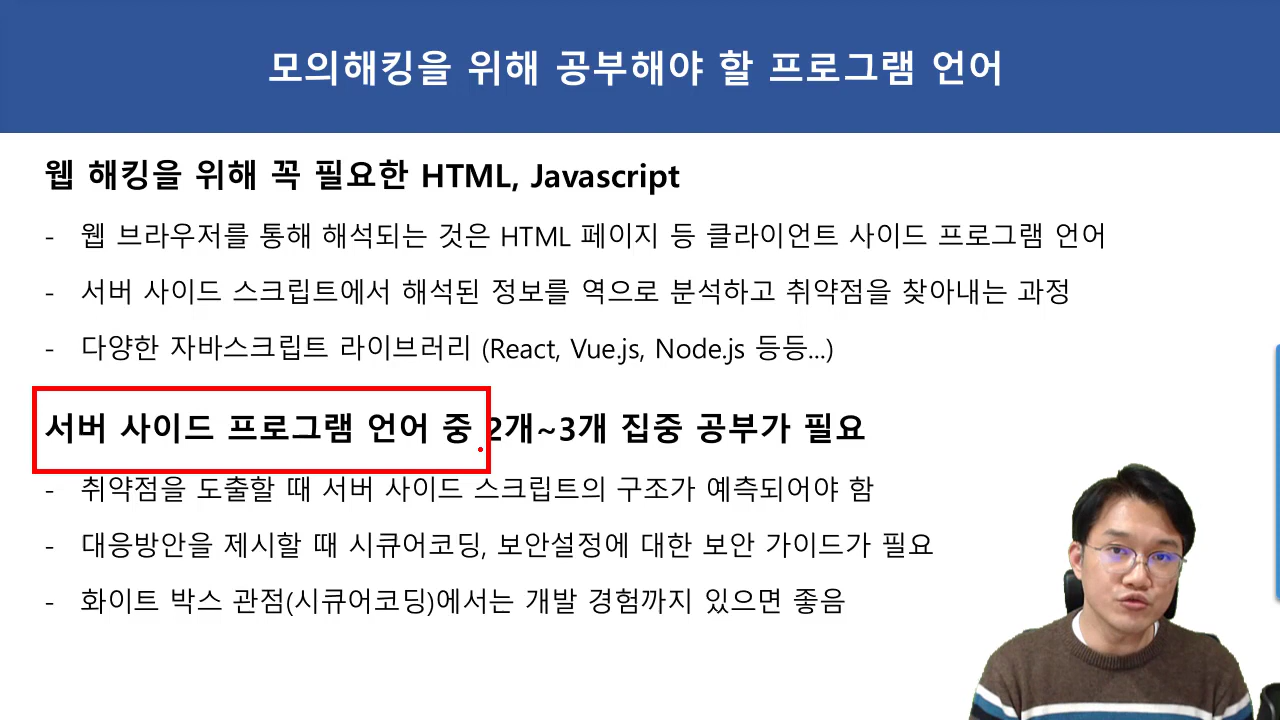 모의해킹을 위해 공부해야 할 프로그램 언어
웹 해킹을 위해 꼭 필요한 HTML, Javascript
- 웹 브라우저를 통해 해석되는 것은 HTML 페이지 등 클라이언트 사이드 프로그램 언어
- 서버 사이드 스크립트에서 해석된 정보를 역으로 분석하고 취약점을 찾아내는 과정
- 다양한 자바스크립트 라이브러리 (React, Vue.js, Node.js 등등...)
서버 사이드 프로그램 언어 중 2개~3개 집중 공부가 필요
- 취약점을 도출할 때 서버 사이드 스크립트의 구조가 예측되어야 함
- 대응방안을 제시할 때 시큐어코딩, 보안설정에 대한 보안 가이드가 필요
- 화이트 박스 관점(시큐어코딩)에서는 개발 경험까지 있으면 좋음